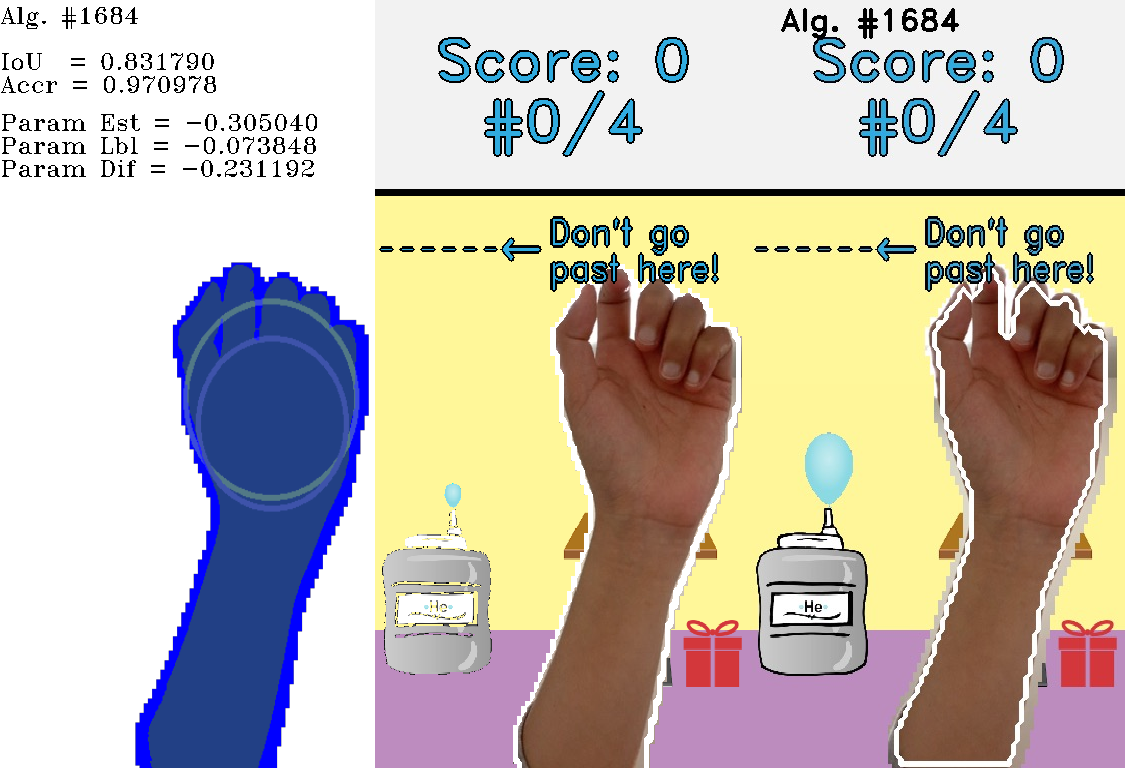 Alg. #1684
IoU = 0.831790
Accr = 0.970978
Param Est = -0.305040
Param Lbl = -0.073848
Param Dif = -0.231192
Score: 0
#0/4
------← Don't go
past here!
He
Alg. #1684
Score: 0
#0/4
------← Don't go
past here!
He